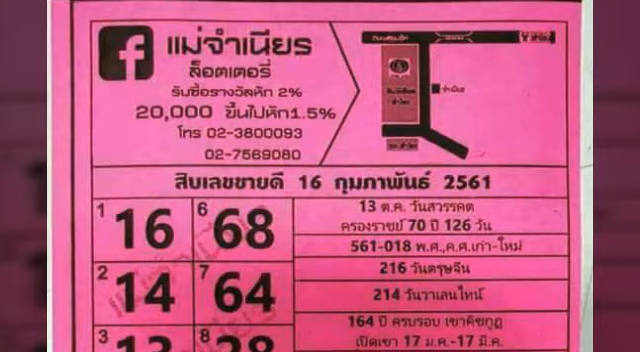 f แม่จำเนียร
ล็อตเตอรี่
รับซื้อรางวัลหัก 2%
20,000 ขึ้นไปหัก1.5%
โทร 02-3800093
02-7569080
สิบเลขขายดี 16 กุมภาพันธ์ 2561
1 16 6 68
2 14 7 64
3 13 8 28
13 ต.ค. วันสวรรคต
ครองราชย์ 70 ปี 126 วัน
561-018 พ.ศ.,ค.ศ.เก่า-ใหม่
216 วันตรุษจีน
214 วันวาเลนไทน์
164 ปี ครบรอบ เขาคิชกูฏ
เปิดเขา 17 ม.ค.-17 มี.ค.